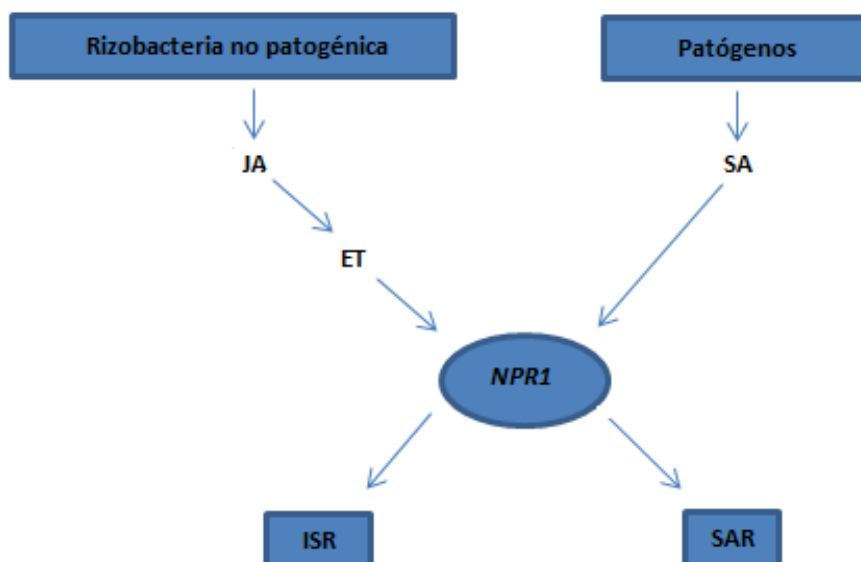 Rizobacteria no patogénica
Patógenos
JA
SA
ET
NPR1
ISR
SAR